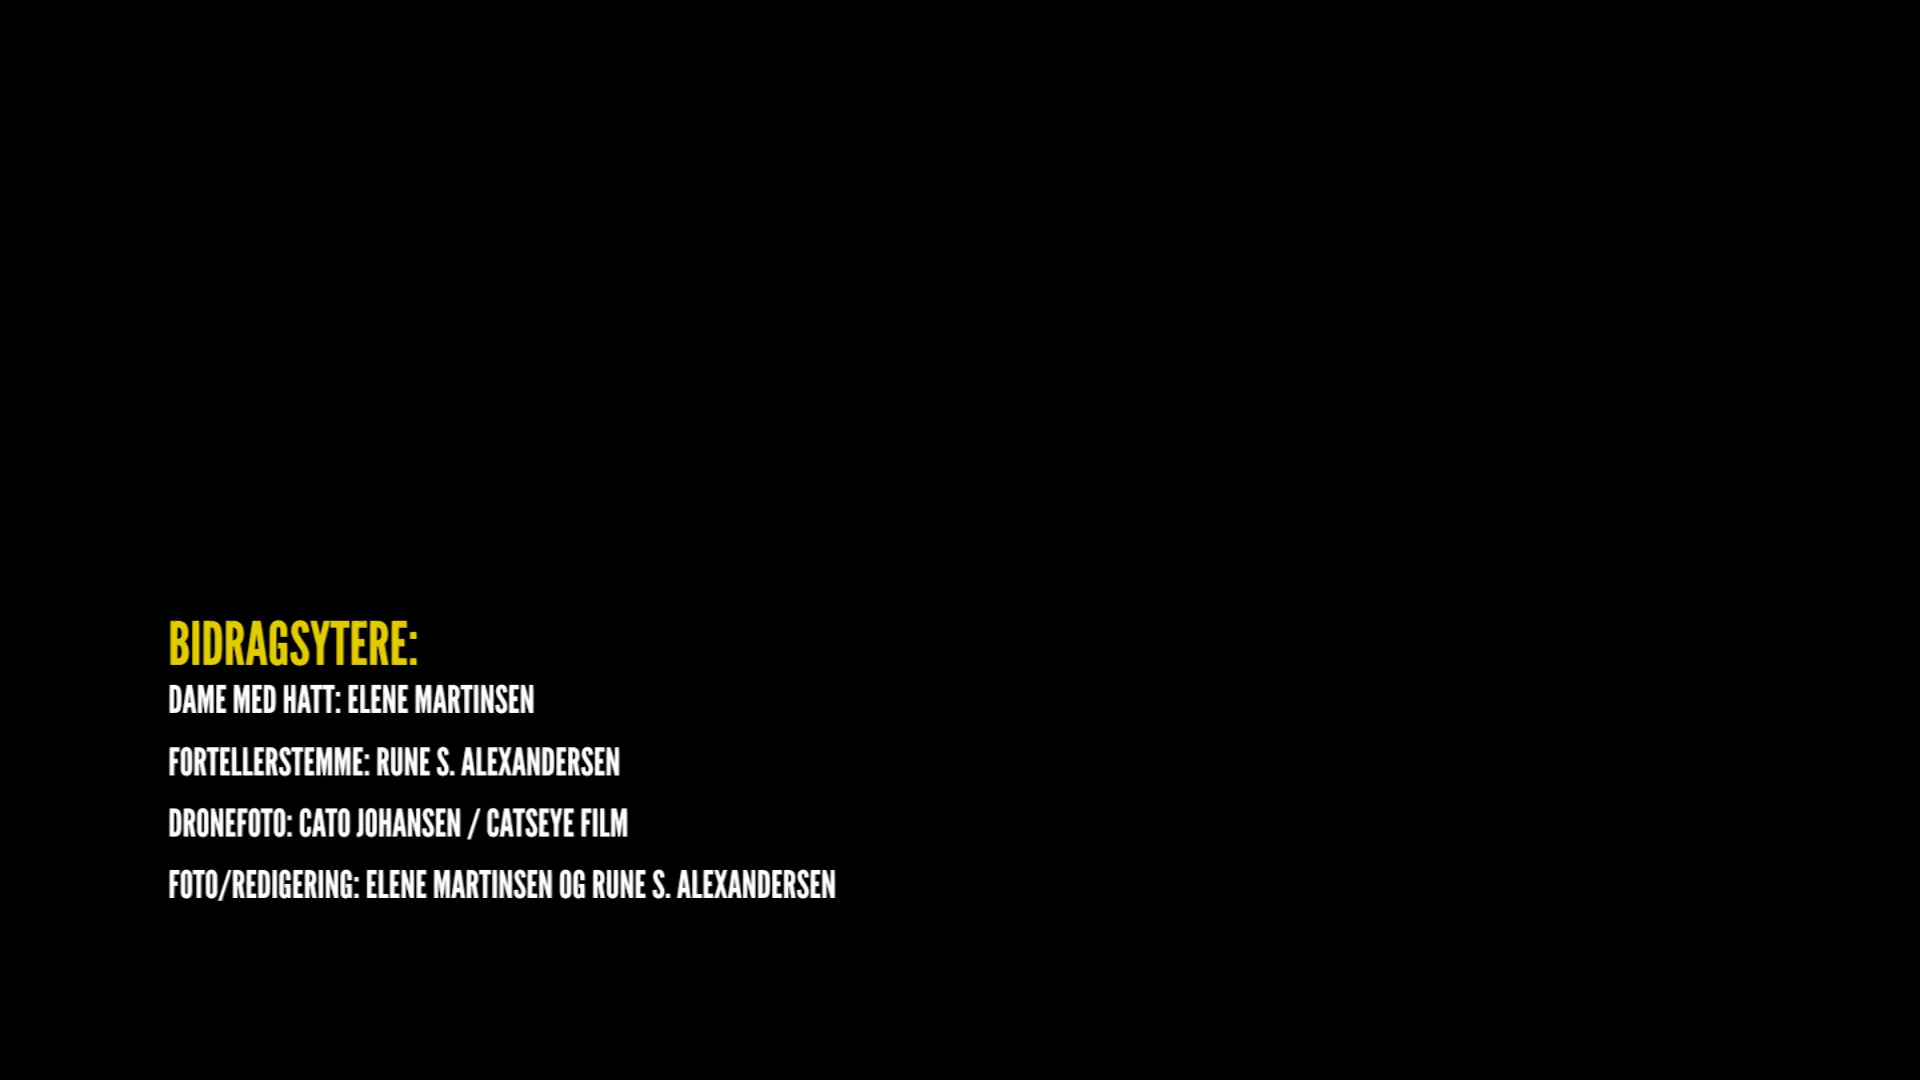 BIDRAGSYTERE:
DAME MED HATT: ELENE MARTINSEN
FORTELLERSTEMME: RUNE S. ALEXANDERSEN
DRONEFOTO: CATO JOHANSEN / CATSEYE FILM
FOTO/REDIGERING: ELENE MARTINSEN OG RUNE S. ALEXANDERSEN